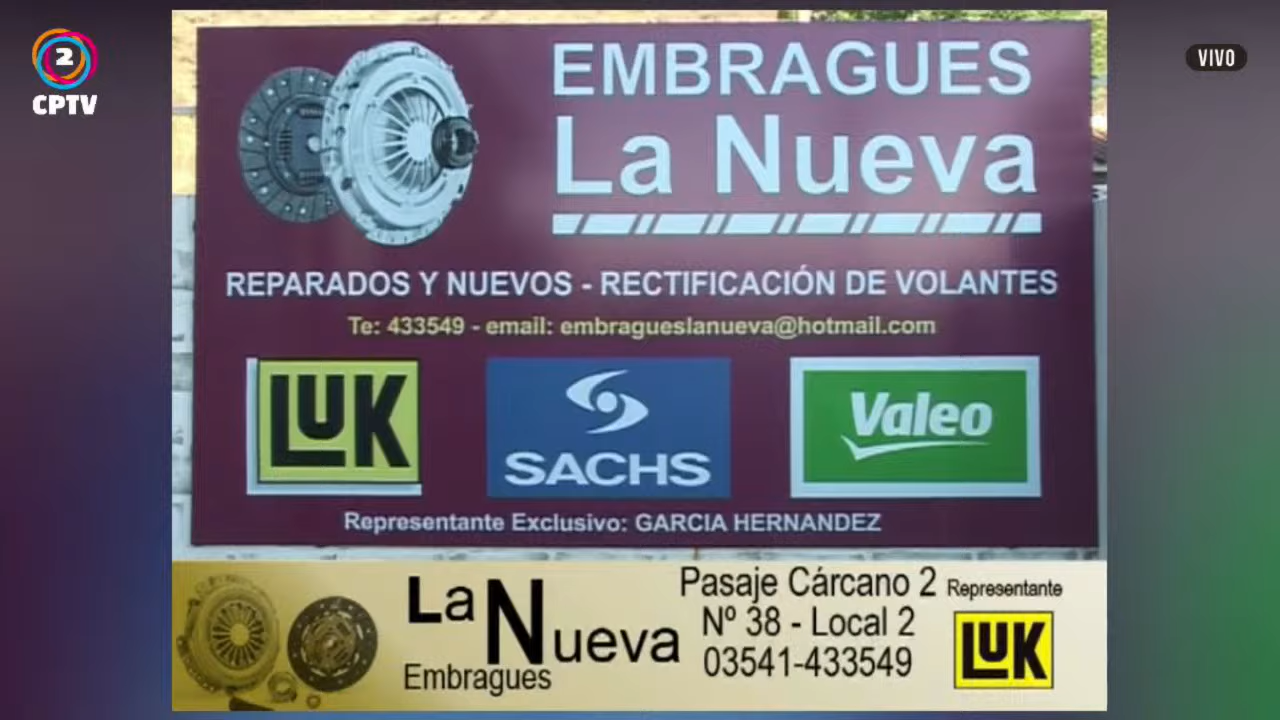 2
CPTV
VIVO
EMBRAGUES
La Nueva
REPARADOS Y NUEVOS - RECTIFICACIÓN DE VOLANTES
Te: 433549 - email: embragueslanueva@hotmail.com
LUK
SACHS
Valeo
Representante Exclusivo: GARCIA HERNANDEZ
La Nueva
Embragues
Pasaje Cárcano 2
Nº 38 - Local 2
03541-433549
Representante
LUK